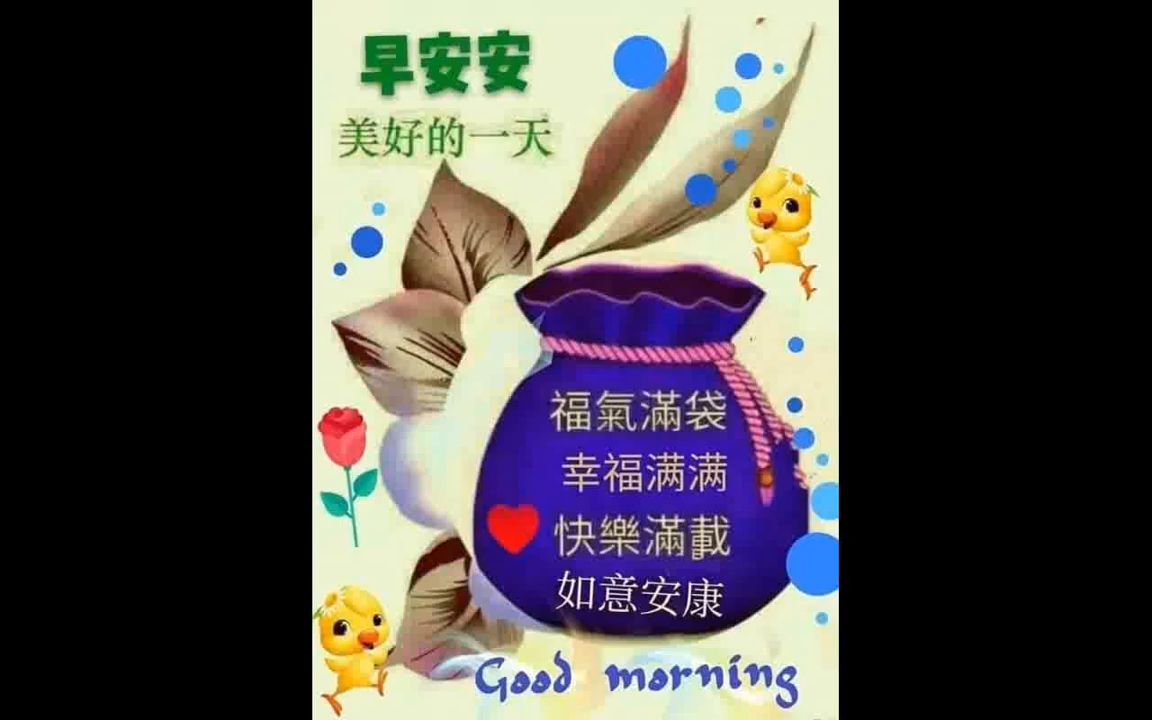 早安安
美好的一天
福氣滿袋
幸福满满
快樂滿載
如意安康
Good morning